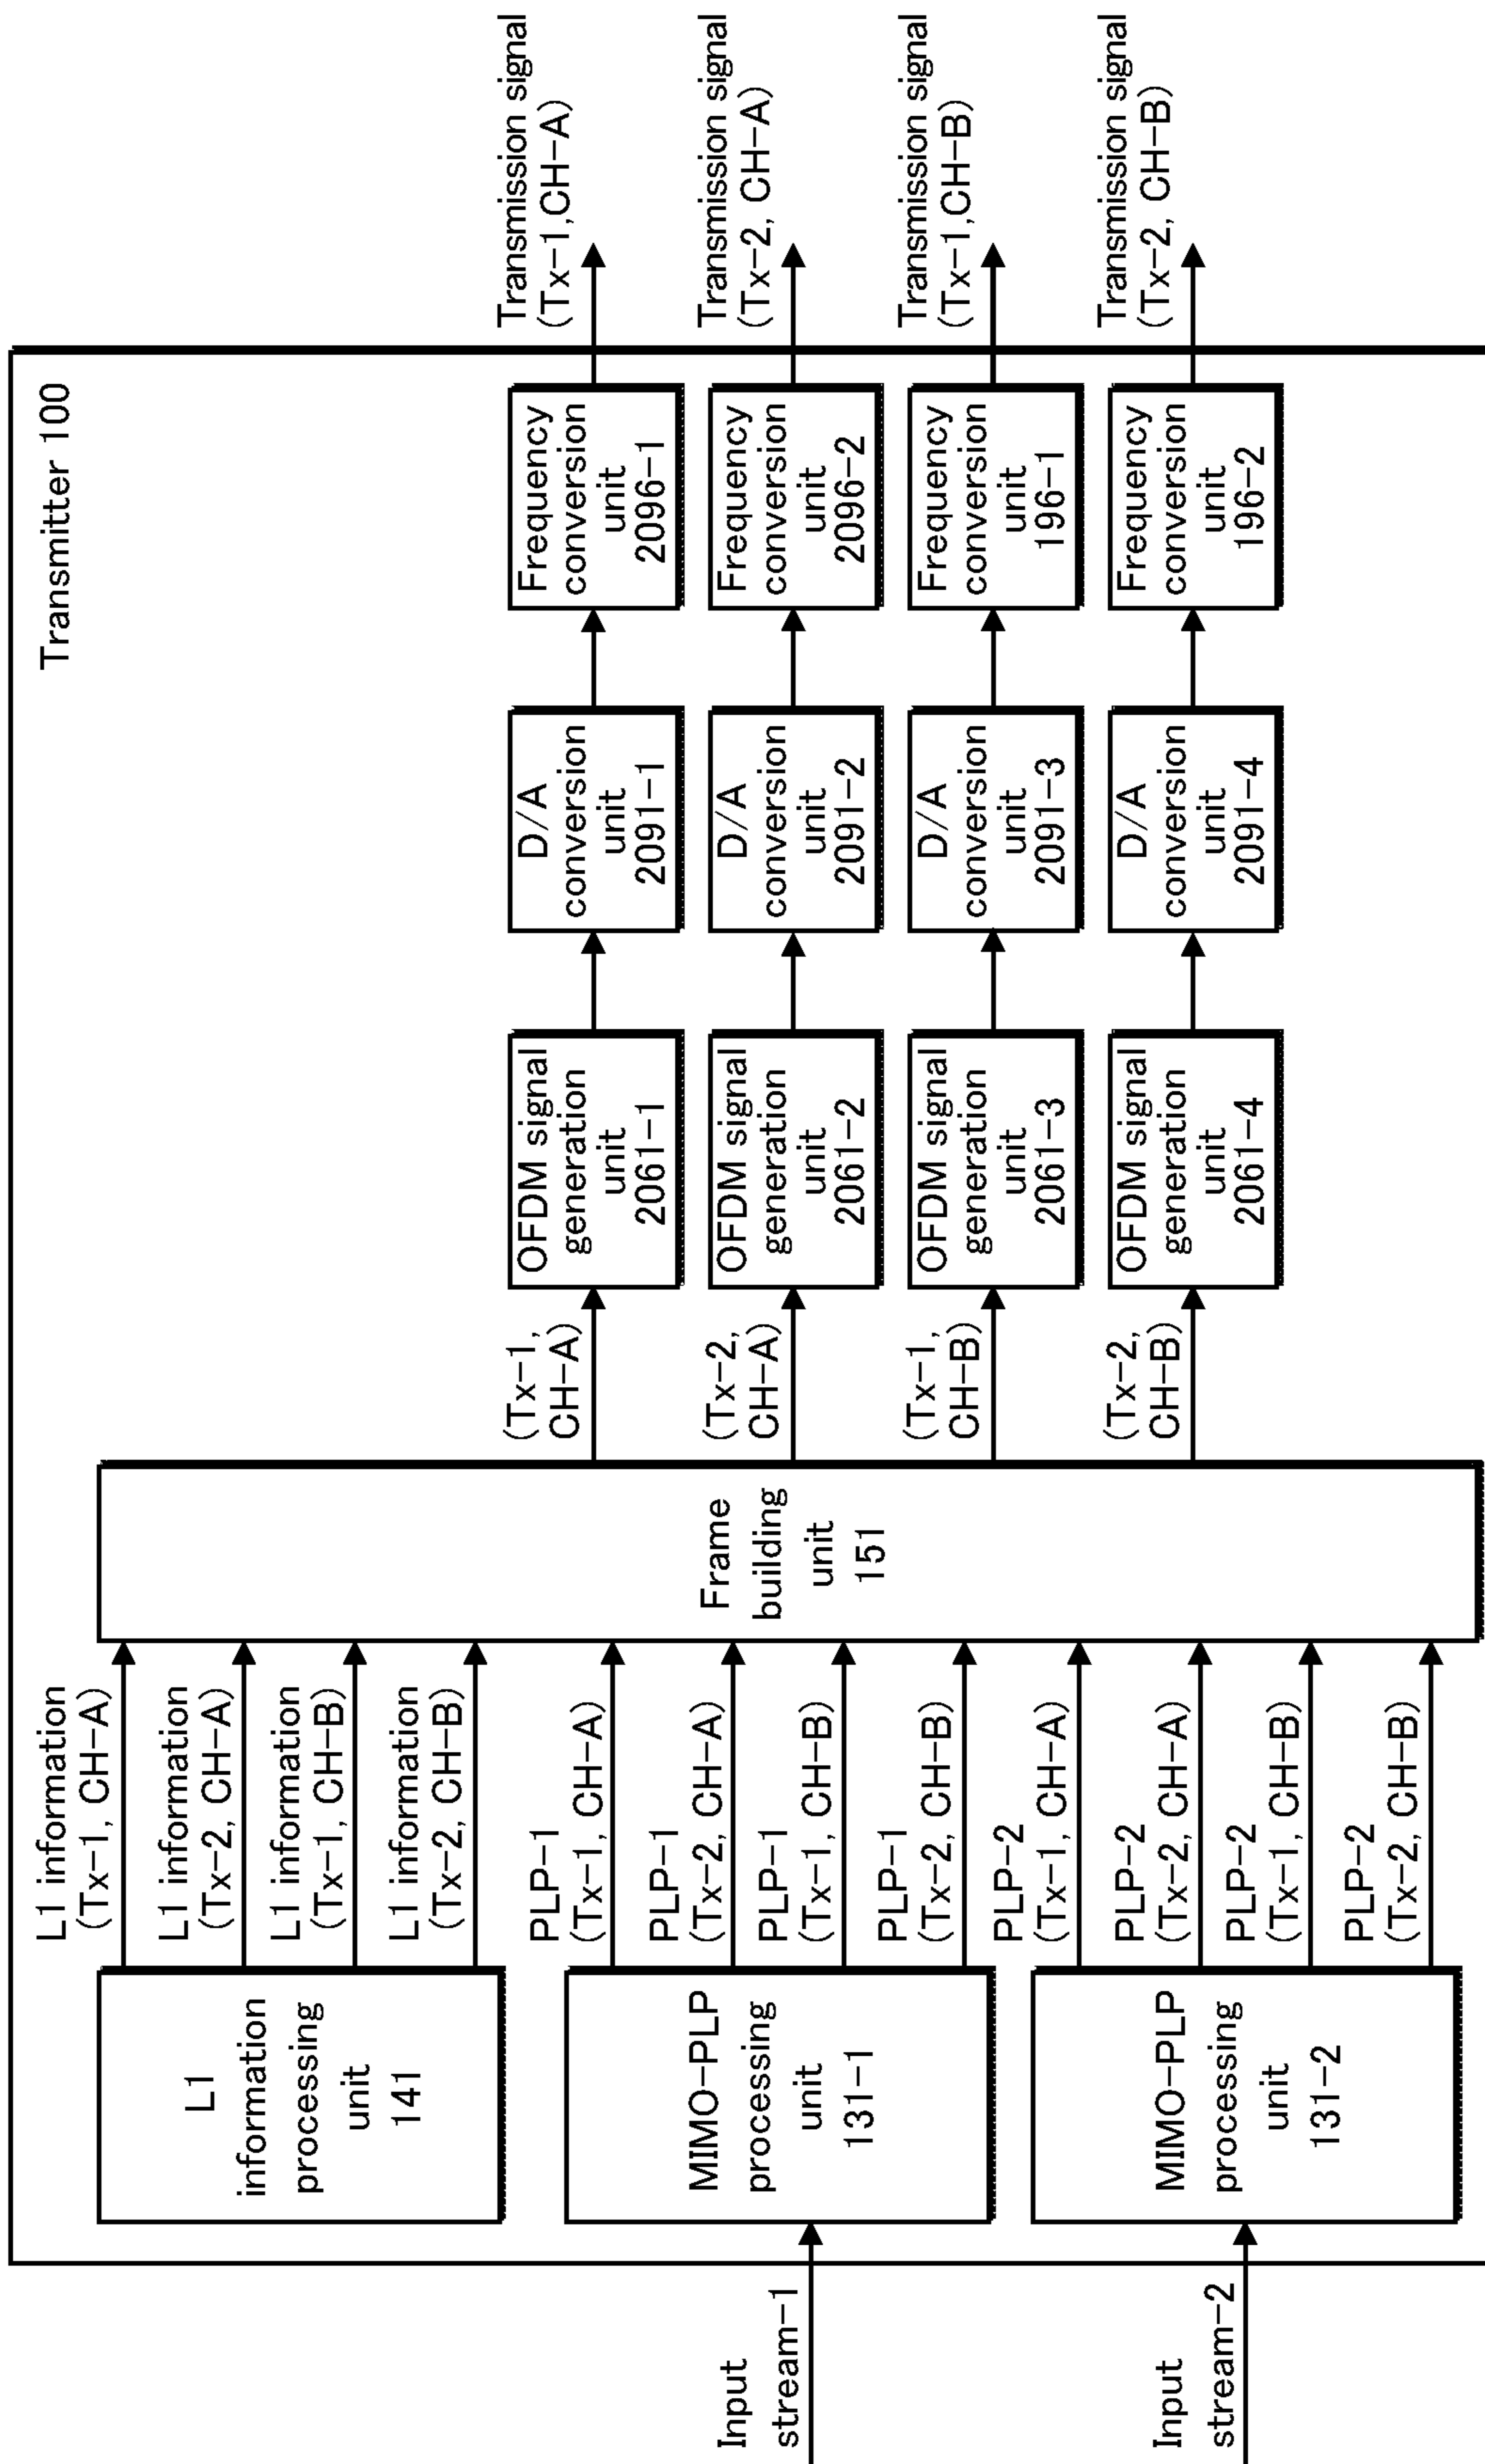 Transmitter 100
Input
stream-1
Input
stream-2
L1
information
processing
unit
141
MIMO-PLP
processing
unit
131-1
MIMO-PLP
processing
unit
131-2
L1 information
(Tx-1, CH-A)
L1 information
(Tx-2, CH-A)
L1 information
(Tx-1, CH-B)
L1 information
(Tx-2, CH-B)
PLP-1
(Tx-1, CH-A)
PLP-1
(Tx-2, CH-A)
PLP-1
(Tx-1, CH-B)
PLP-1
(Tx-2, CH-B)
PLP-2
(Tx-1, CH-A)
PLP-2
(Tx-2, CH-A)
PLP-2
(Tx-1, CH-B)
PLP-2
(Tx-2, CH-B)
Frame
building
unit
151
(Tx-1,
CH-A)
(Tx-2,
CH-A)
(Tx-1,
CH-B)
(Tx-2,
CH-B)
OFDM signal
generation
unit
2061-1
OFDM signal
generation
unit
2061-2
OFDM signal
generation
unit
2061-3
OFDM signal
generation
unit
2061-4
D/A
conversion
unit
2091-1
D/A
conversion
unit
2091-2
D/A
conversion
unit
2091-3
D/A
conversion
unit
2091-4
Frequency
conversion
unit
2096-1
Frequency
conversion
unit
2096-2
Frequency
conversion
unit
196-1
Frequency
conversion
unit
196-2
Transmission signal
(Tx-1,CH-A)
Transmission signal
(Tx-2, CH-A)
Transmission signal
(Tx-1,CH-B)
Transmission signal
(Tx-2, CH-B)